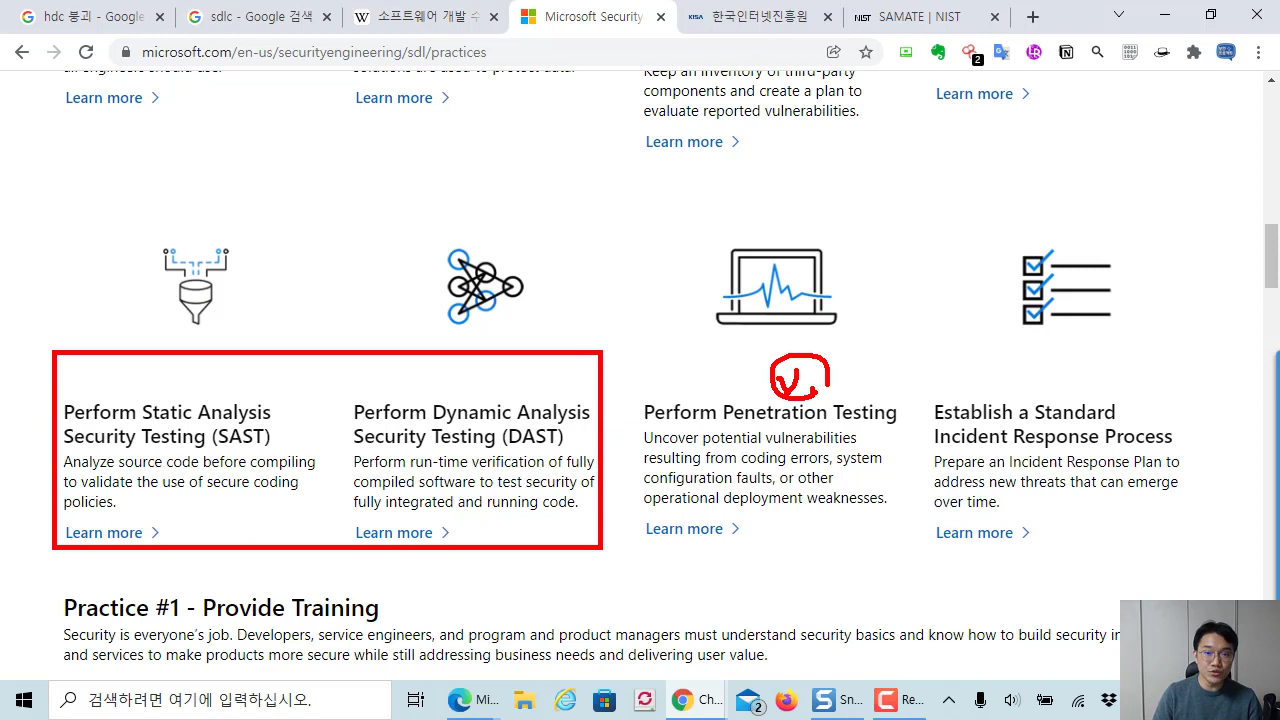 hdc 붕괴 - Google
sdlc - Google 검색
소프트웨어 개발 수
Microsoft Security
KISA 한국인터넷진흥원
NIST SAMATE | NIST
microsoft.com/en-us/securityengineering/sdl/practices
2
Learn more
Learn more
Keep an inventory of third-party
components and create a plan to
evaluate reported vulnerabilities.
Learn more
Learn more
Perform Static Analysis
Security Testing (SAST)
Analyze source code before compiling
to validate the use of secure coding
policies.
Learn more
Perform Dynamic Analysis
Security Testing (DAST)
Perform run-time verification of fully
compiled software to test security of
fully integrated and running code.
Learn more
Perform Penetration Testing
Uncover potential vulnerabilities
resulting from coding errors, system
configuration faults, or other
operational deployment weaknesses.
Learn more
Establish a Standard
Incident Response Process
Prepare an Incident Response Plan to
address new threats that can emerge
over time.
Learn more
Practice #1 - Provide Training
Security is everyone's job. Developers, service engineers, and program and product managers must understand security basics and know how to build security in
and services to make products more secure while still addressing business needs and delivering user value.
검색하려면 여기에 입력하십시오.
Mi...
Ch...
2
Sn...
Re...